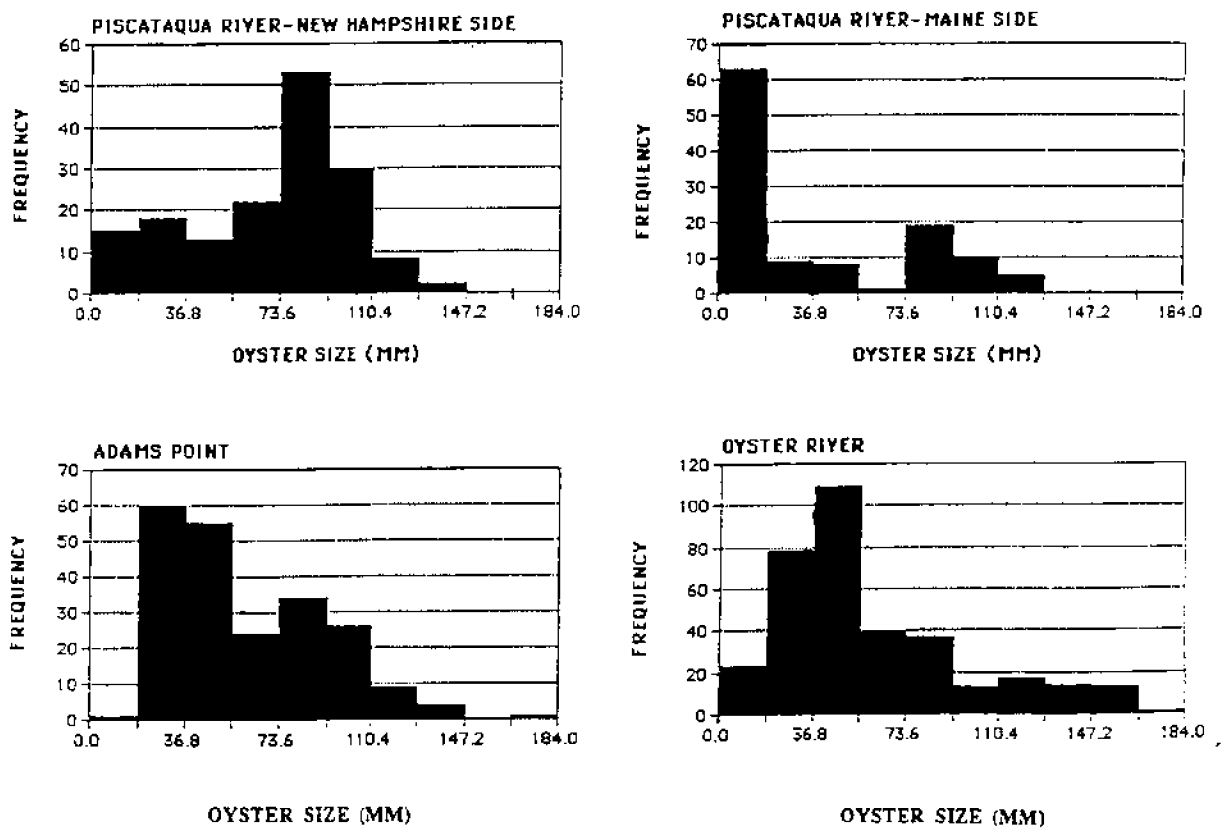 PISCATAQUA RIVER-NEW HAMPSHIRE SIDE
60
50
40
30
20
10
0
FREQUENCY
0.0 36.8 73.6 110.4 147.2 184.0
OYSTER SIZE (MM)
PISCATAQUA RIVER-MAINE SIDE
70
60
50
40
30
20
10
0
FREQUENCY
0.0 36.8 73.6 110.4 147.2 184.0
OYSTER SIZE (MM)
ADAMS POINT
70
60
50
40
30
20
10
0
FREQUENCY
0.0 36.8 73.6 110.4 147.2 184.0
OYSTER SIZE (MM)
OYSTER RIVER
120
100
80
60
40
20
0
FREQUENCY
0.0 36.8 73.6 110.4 147.2 184.0
OYSTER SIZE (MM)